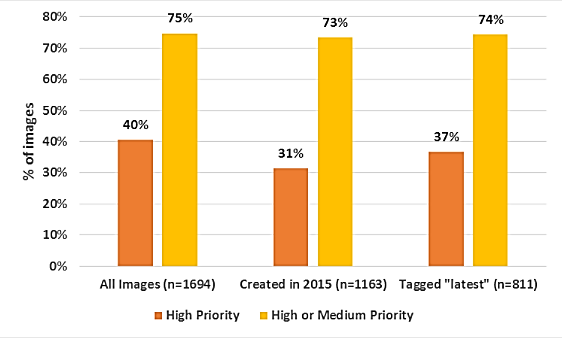 80%
70%
60%
50%
40%
30%
20%
10%
0%
% of images
75%
40%
73%
31%
74%
37%
All Images (n=1694)
Created in 2015 (n=1163)
Tagged "latest" (n=811)
High Priority
High or Medium Priority